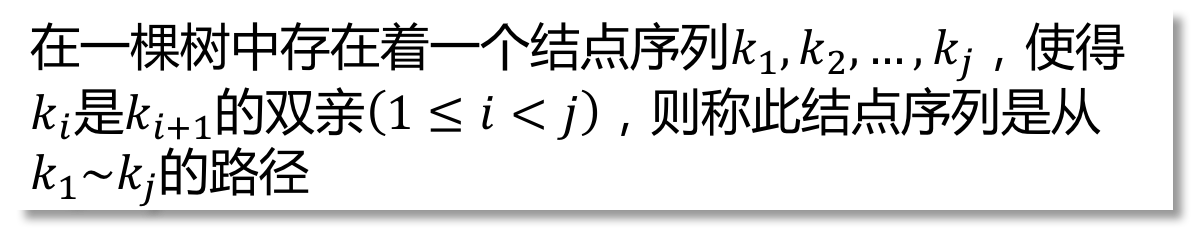 在一棵树中存在着一个结点序列k₁, k₂, … , kⱼ，使得
kᵢ是kᵢ₊₁的双亲(1 ≤ i < j)，则称此结点序列是从
k₁~kⱼ的路径